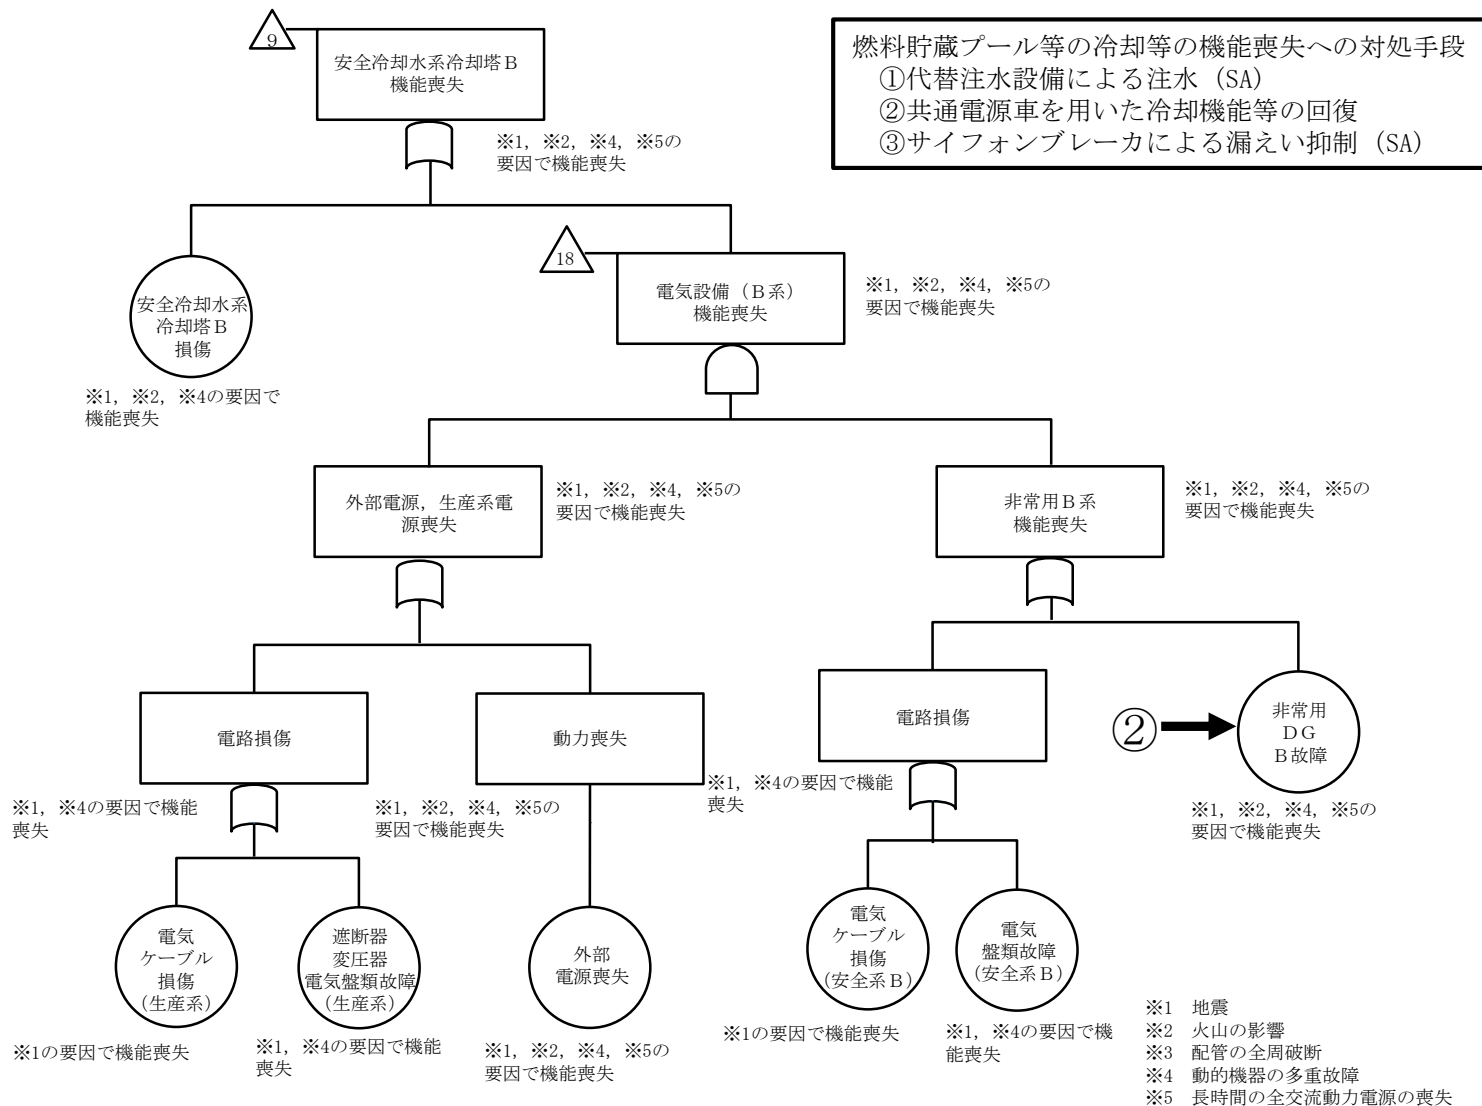 9
安全冷却水系冷却塔Ｂ
機能喪失
※1, ※2, ※4, ※5の
要因で機能喪失
燃料貯蔵プール等の冷却等の機能喪失への対処手段
①代替注水設備による注水（SA）
②共通電源車を用いた冷却機能等の回復
③サイフォンブレーカによる漏えい抑制（SA）
安全冷却水系
冷却塔Ｂ
損傷
※1, ※2, ※4の要因で
機能喪失
18
電気設備（Ｂ系）
機能喪失
※1, ※2, ※4, ※5の
要因で機能喪失
外部電源，生産系電
源喪失
※1, ※2, ※4, ※5の
要因で機能喪失
非常用Ｂ系
機能喪失
※1, ※2, ※4, ※5の
要因で機能喪失
電路損傷
※1, ※4の要因で機能
喪失
動力喪失
※1, ※2, ※4, ※5の
要因で機能喪失
電路損傷
※1, ※4の要因で機能
喪失
②
非常用
ＤＧ
Ｂ故障
※1, ※2, ※4, ※5の
要因で機能喪失
電気
ケーブル
損傷
(生産系)
※1の要因で機能喪失
遮断器
変圧器
電気盤類故障
(生産系)
※1, ※4の要因で機能
喪失
外部
電源喪失
※1, ※2, ※4, ※5の
要因で機能喪失
電気
ケーブル
損傷
(安全系Ｂ)
※1の要因で機能喪失
電気
盤類故障
(安全系Ｂ)
※1, ※4の要因で機
能喪失
※1 地震
※2 火山の影響
※3 配管の全周破断
※4 動的機器の多重故障
※5 長時間の全交流動力電源の喪失